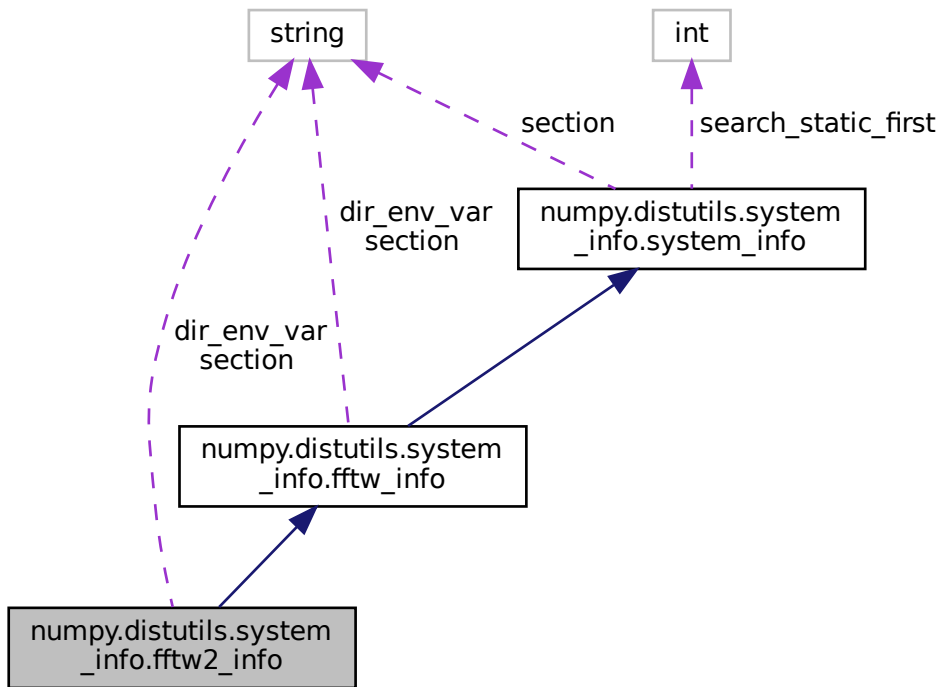 string
int
section
search_static_first
numpy.distutils.system
_info.system_info
dir_env_var
section
dir_env_var
section
numpy.distutils.system
_info.fftw_info
numpy.distutils.system
_info.fftw2_info